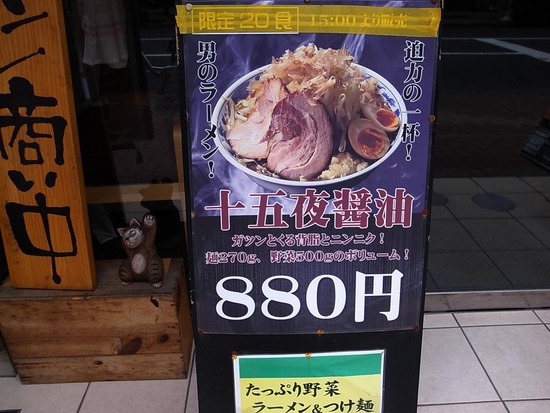 ン商い中
限定20食 15:00より販売
迫力の一杯!
男のラーメン!
十五夜醤油
ガツンとくる背脂とニンニク!
麺270g、野菜500gのボリューム!
880円
たっぷり野菜
ラーメン&つけ麺